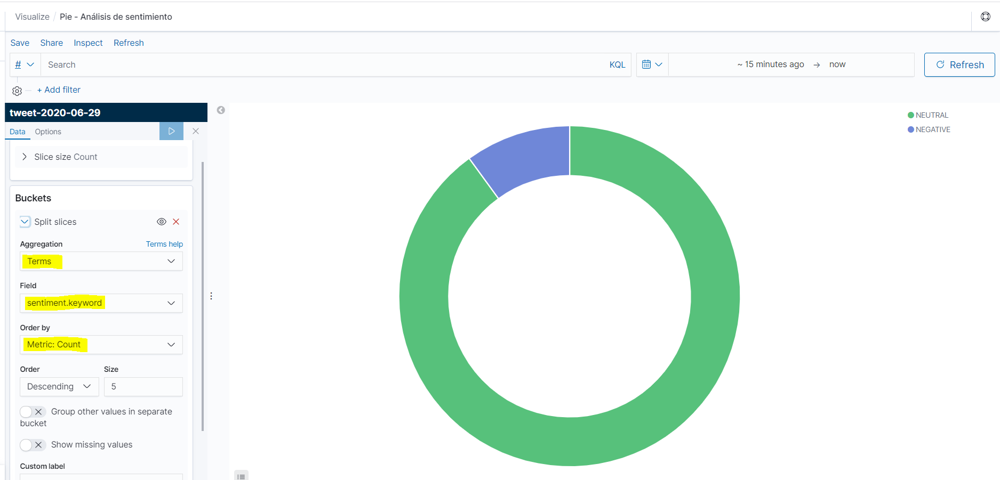 Visualize / Pie - Análisis de sentimiento
Save Share Inspect Refresh
# Search KQL ~ 15 minutes ago → now Refresh
+ Add filter
tweet-2020-06-29
Data Options
Slice size Count
Buckets
Split slices
Aggregation Terms help
Terms
Field
sentiment.keyword
Order by
Metric: Count
Order Size
Descending 5
Group other values in separate
bucket
Show missing values
Custom label
NEUTRAL
NEGATIVE